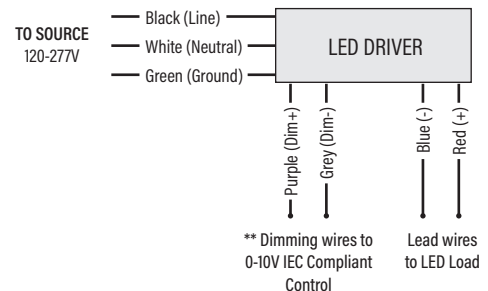 Black (Line)
TO SOURCE
120-277V
White (Neutral)
Green (Ground)
LED DRIVER
Purple (Dim+)
Grey (Dim-)
Blue (-)
Red (+)
** Dimming wires to
0-10V IEC Compliant
Control
Lead wires
to LED Load